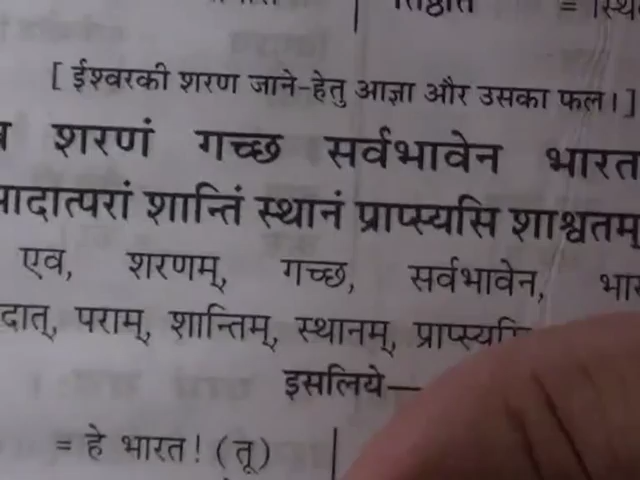 [ ईश्वरकी शरण जाने-हेतु आज्ञा और उसका फल। ]
शरणं गच्छ सर्वभावेन भारत
शान्तिं स्थानं प्राप्स्यसि शाश्वतम्
एव, शरणम्, गच्छ, सर्वभावेन,
पराम्, शान्तिम्, स्थानम्,
इसलिये—
= हे भारत! (तू)